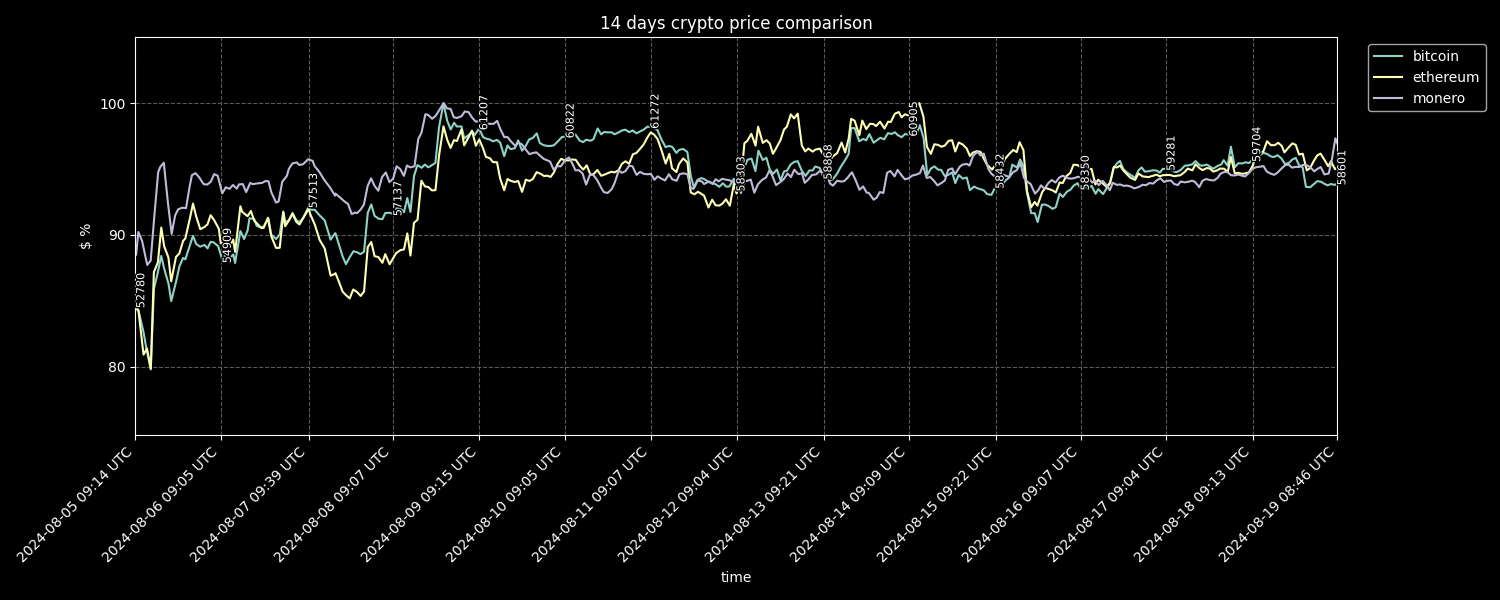 14 days crypto price comparison
bitcoin
ethereum
monero
$ %
100
90
80
52780
54909
57513
57137
61207
60822
61272
58303
58868
60905
58432
58350
59281
59704
58601
2024-08-05 09:14 UTC
2024-08-06 09:05 UTC
2024-08-07 09:39 UTC
2024-08-08 09:07 UTC
2024-08-09 09:15 UTC
2024-08-10 09:05 UTC
2024-08-11 09:07 UTC
2024-08-12 09:04 UTC
2024-08-13 09:21 UTC
2024-08-14 09:09 UTC
2024-08-15 09:22 UTC
2024-08-16 09:07 UTC
2024-08-17 09:04 UTC
2024-08-18 09:13 UTC
2024-08-19 08:46 UTC
time